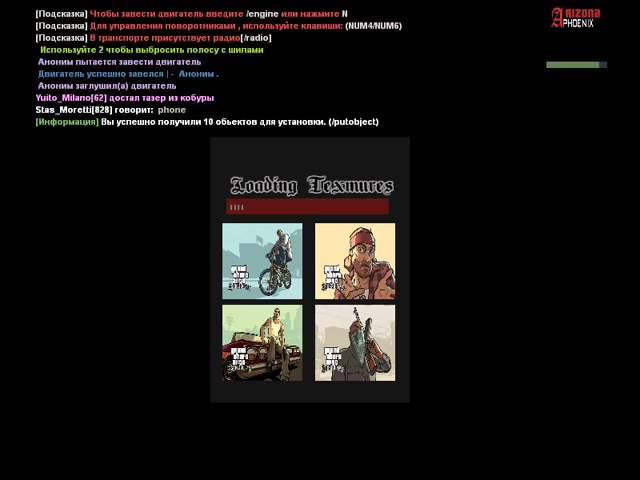 [Подсказка] Чтобы завести двигатель введите /engine или нажмите N
[Подсказка] Для управления поворотниками , используйте клавиши: (NUM4/NUM6)
[Подсказка] В транспорте присутствует радио[/radio]
Используйте 2 чтобы выбросить полосу с шипами
Аноним пытается завести двигатель
Двигатель успешно завелся | - Аноним .
Аноним заглушил(а) двигатель
Yuito_Milano[62] достал тазер из кобуры
Stas_Moretti[828] говорит: phone
[Информация] Вы успешно получили 10 обьектов для установки. (/putobject)
ARIZONA
PHOENIX
Loading Texmures